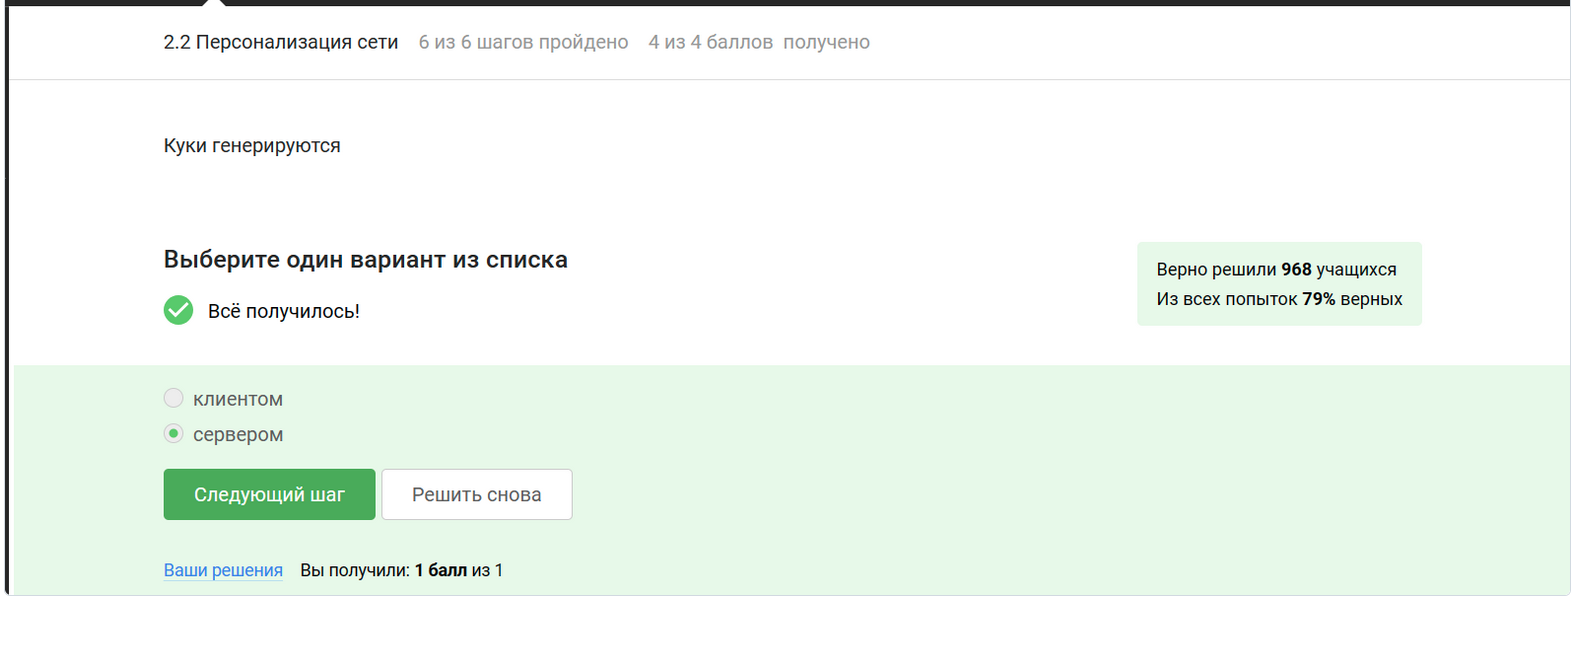 2.2 Персонализация сети 6 из 6 шагов пройдено 4 из 4 баллов получено
Куки генерируются
Выберите один вариант из списка
Всё получилось!
Верно решили 968 учащихся
Из всех попыток 79% верных
клиентом
сервером
Следующий шаг Решить снова
Ваши решения Вы получили: 1 балл из 1